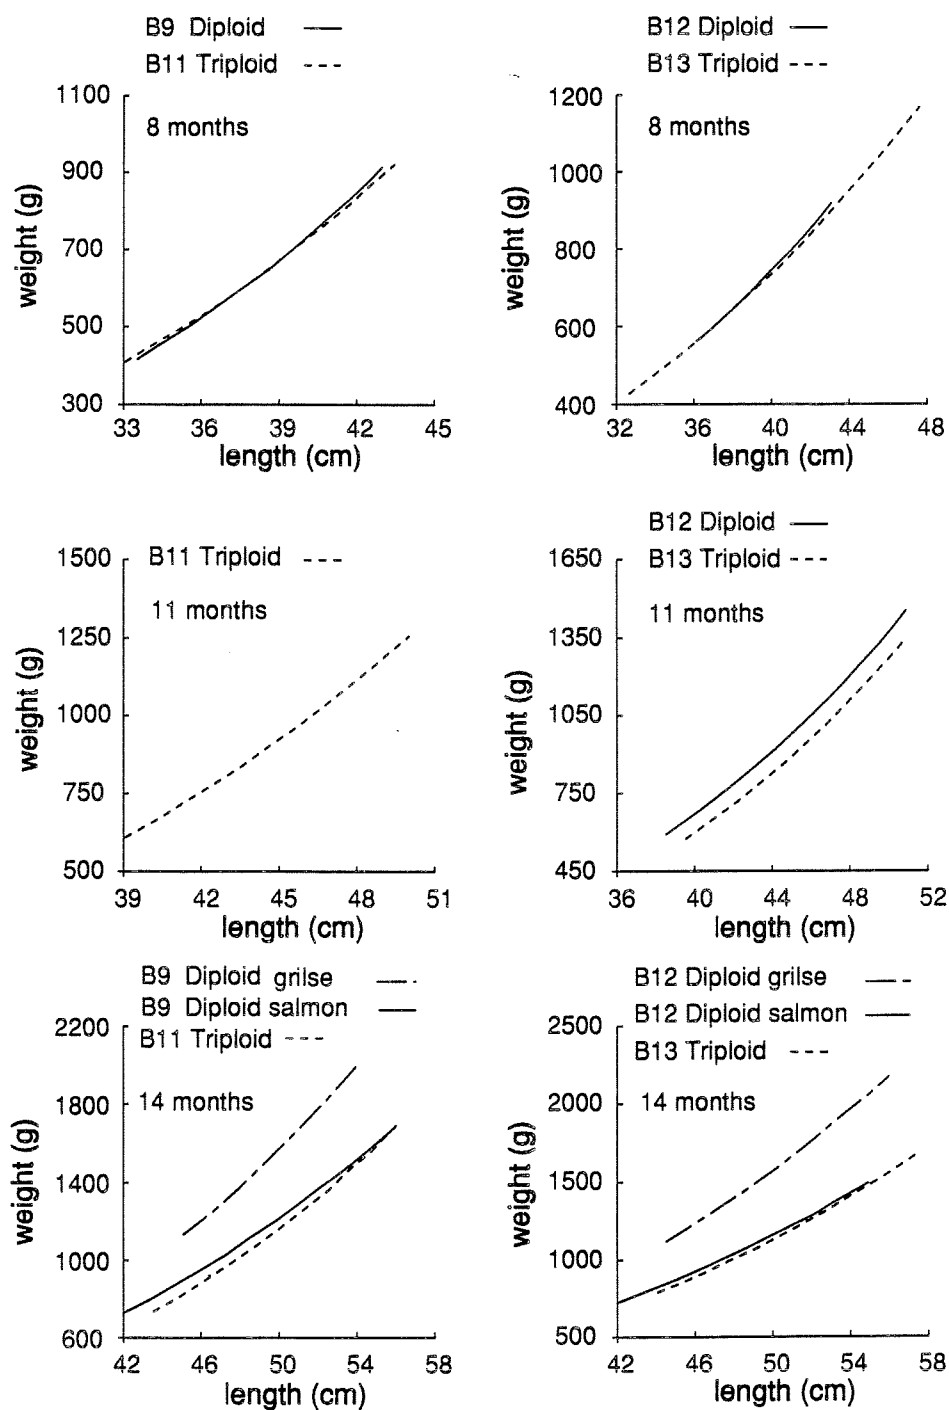 B9 Diploid
B11 Triploid
8 months
1100
900
700
500
300
weight (g)
33 36 39 42 45
length (cm)
B12 Diploid
B13 Triploid
8 months
1200
1000
800
600
400
weight (g)
32 36 40 44 48
length (cm)
B11 Triploid
11 months
1500
1250
1000
750
500
weight (g)
39 42 45 48 51
length (cm)
B12 Diploid
B13 Triploid
11 months
1650
1350
1050
750
450
weight (g)
36 40 44 48 52
length (cm)
B9 Diploid grilse
B9 Diploid salmon
B11 Triploid
14 months
2200
1800
1400
1000
600
weight (g)
42 46 50 54 58
length (cm)
B12 Diploid grilse
B12 Diploid salmon
B13 Triploid
14 months
2500
2000
1500
1000
500
weight (g)
42 46 50 54 58
length (cm)